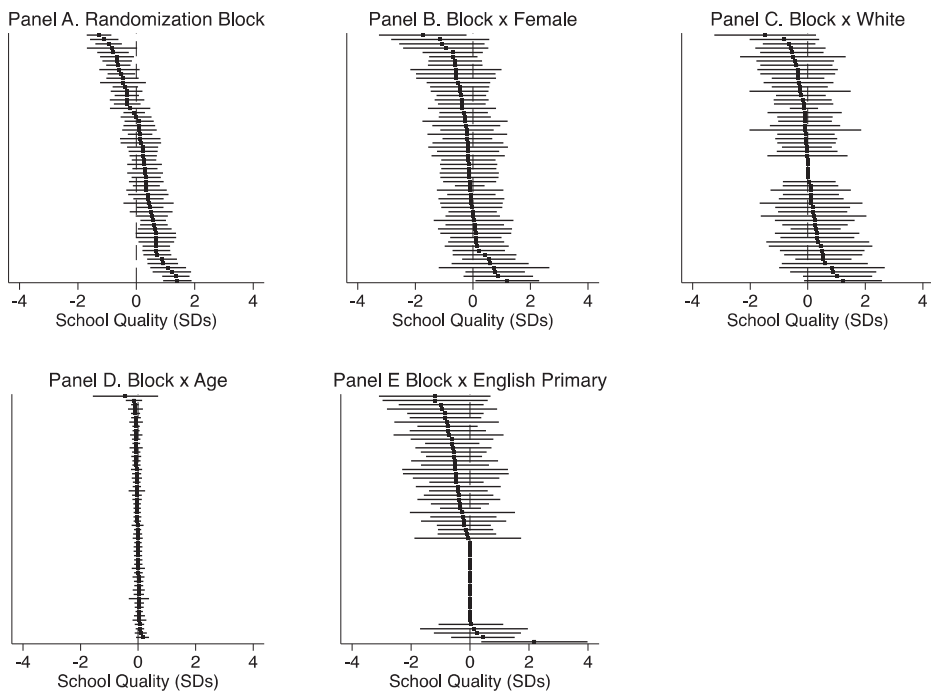 Panel A. Randomization Block
-4 -2 0 2 4
School Quality (SDs)
Panel B. Block x Female
-4 -2 0 2 4
School Quality (SDs)
Panel C. Block x White
-4 -2 0 2 4
School Quality (SDs)
Panel D. Block x Age
-4 -2 0 2 4
School Quality (SDs)
Panel E Block x English Primary
-4 -2 0 2 4
School Quality (SDs)